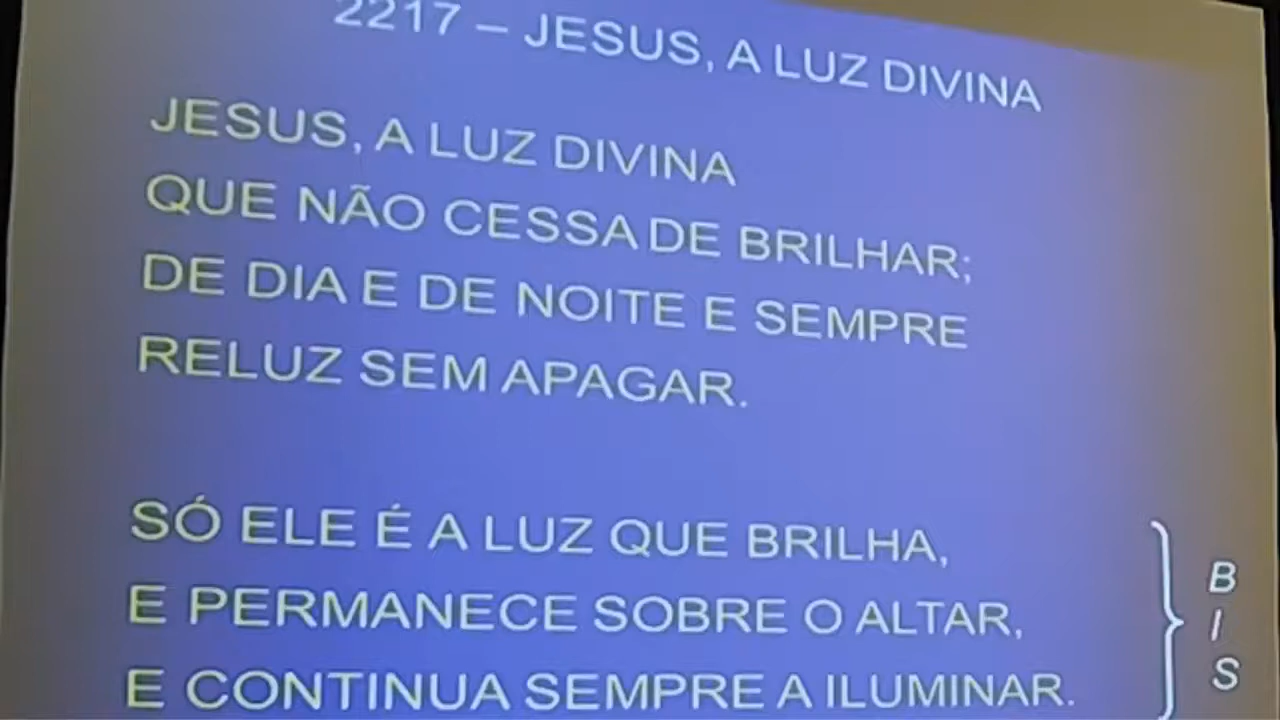 2217 – JESUS, A LUZ DIVINA
JESUS, A LUZ DIVINA
QUE NÃO CESSA DE BRILHAR;
DE DIA E DE NOITE E SEMPRE
RELUZ SEM APAGAR.
SÓ ELE É A LUZ QUE BRILHA,
E PERMANECE SOBRE O ALTAR,
E CONTINUA SEMPRE A ILUMINAR.
BIS